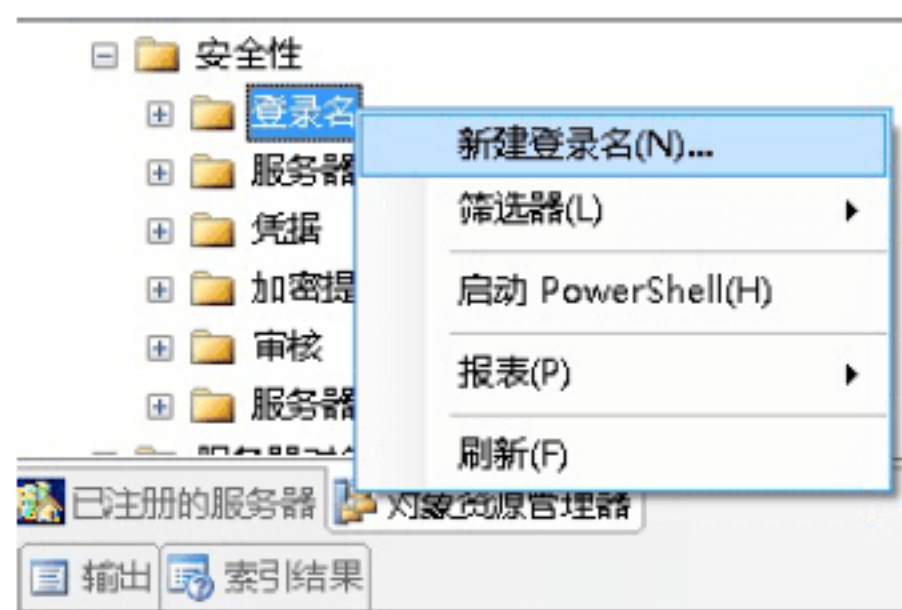 安全性
登录名
服务器
凭据
加密提
审核
服务器
新建登录名(N)...
筛选器(L)
启动 PowerShell(H)
报表(P)
刷新(F)
已注册的服务器
对象资源管理器
输出
索引结果